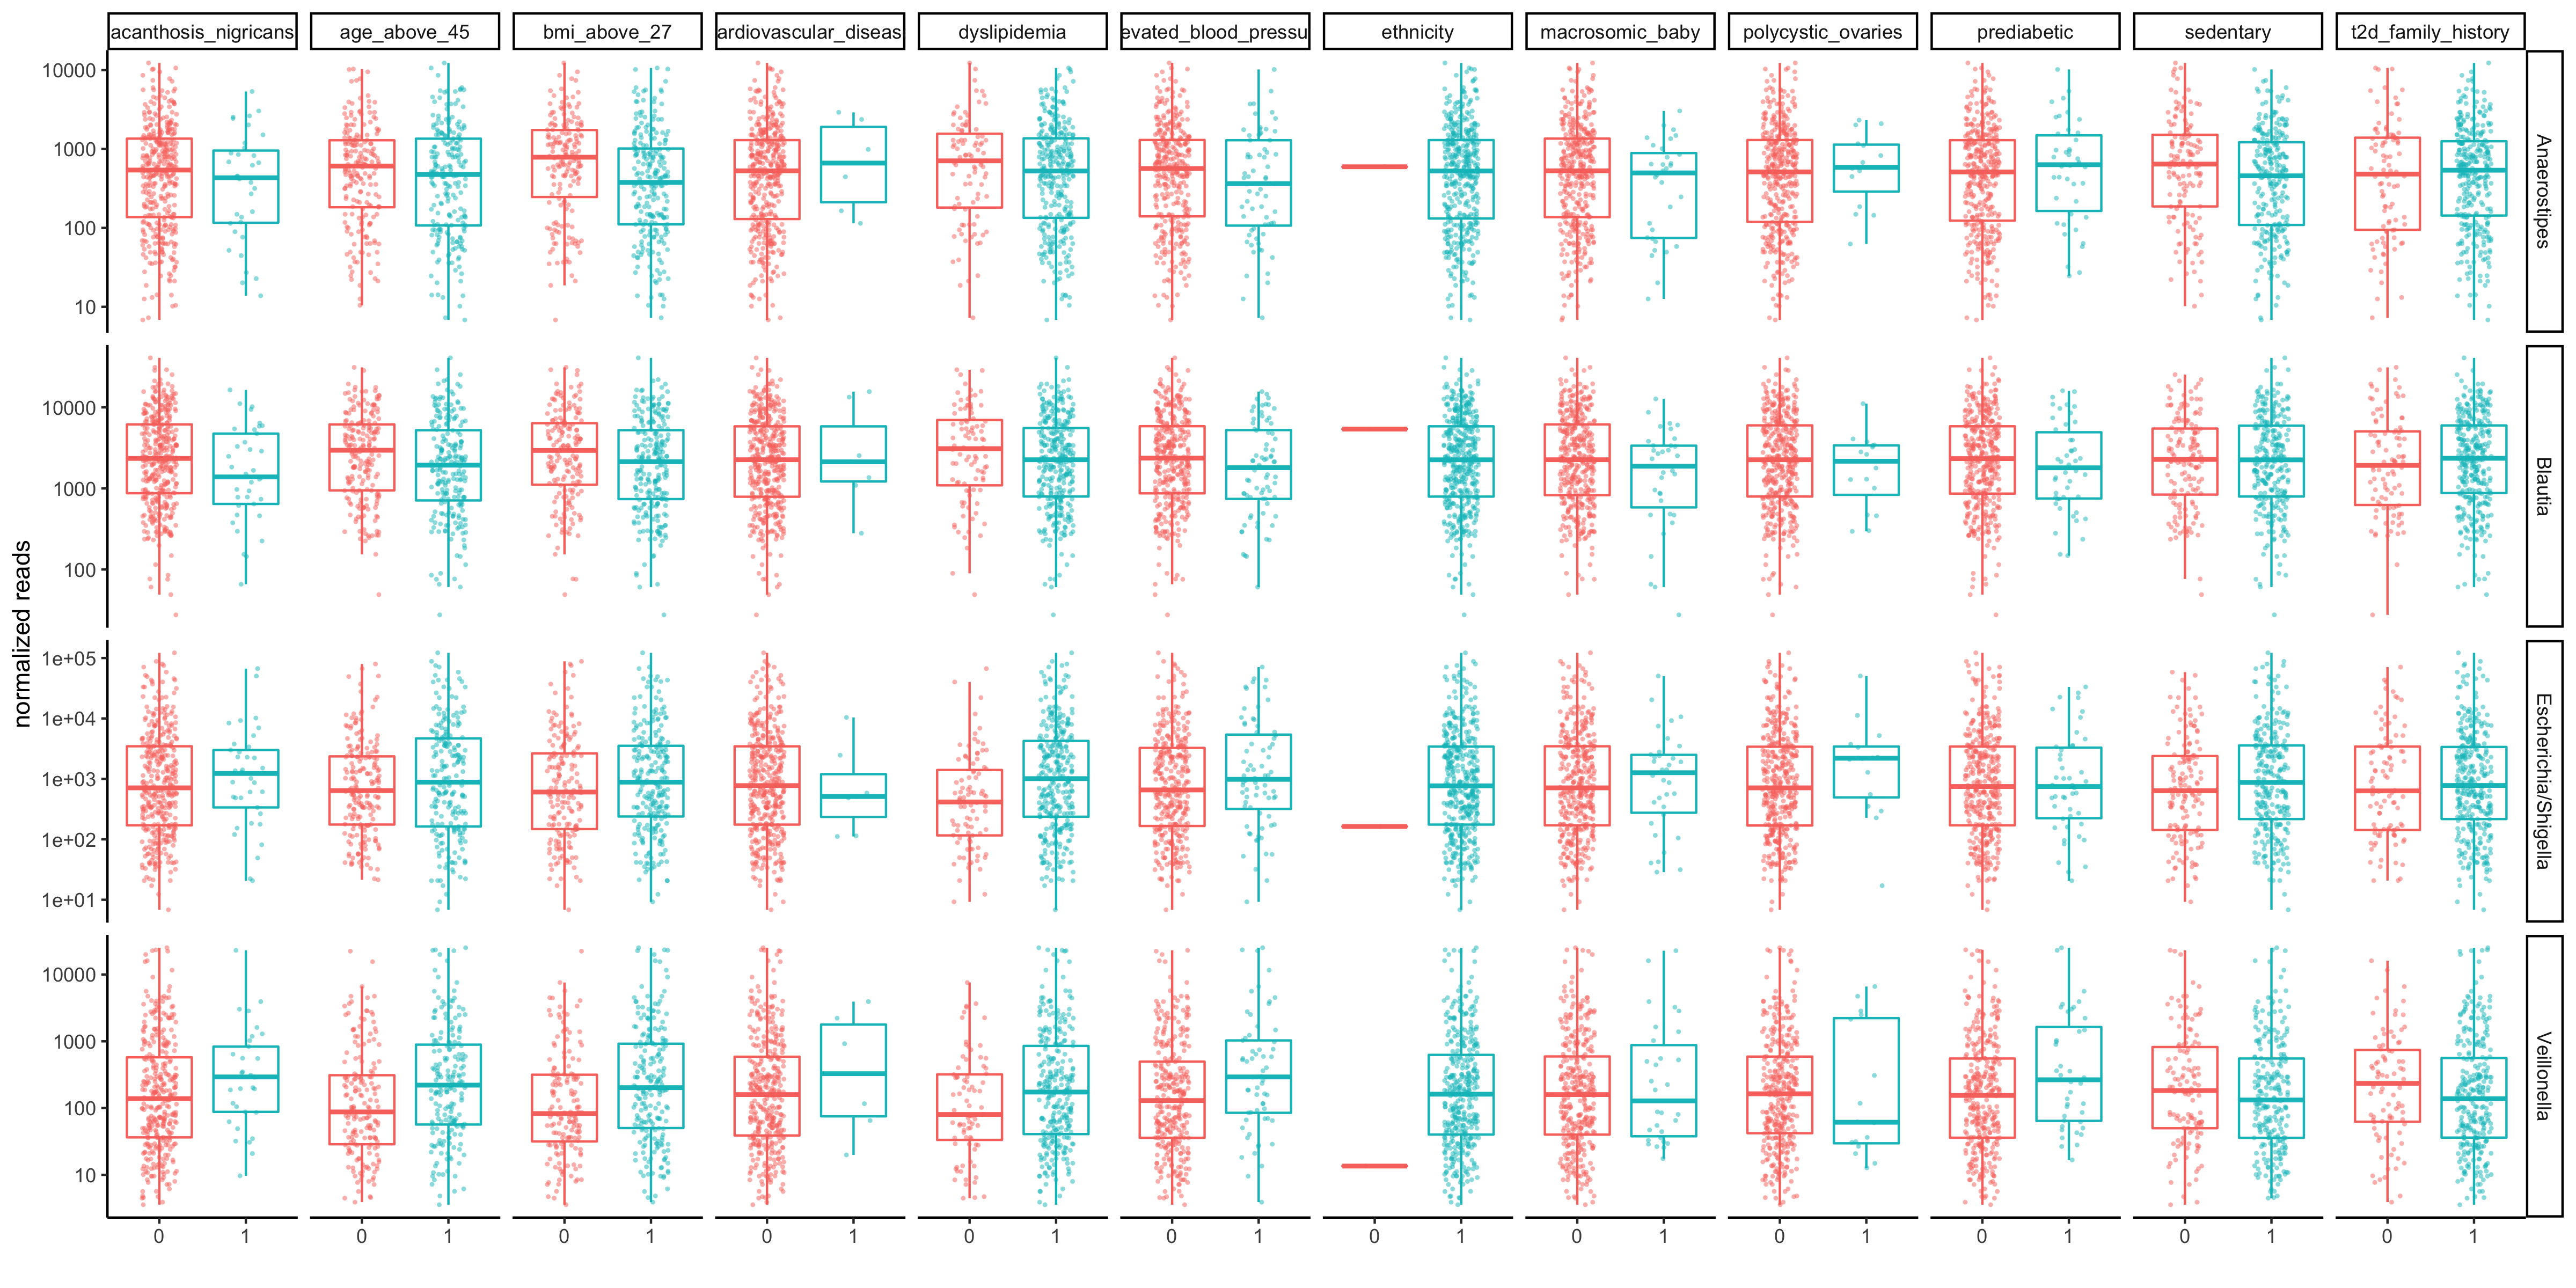 acanthosis_nigricans age_above_45 bmi_above_27 ardiovascular_diseas dyslipidemia evated_blood_pressu ethnicity macrosomic_baby polycystic_ovaries prediabetic sedentary t2d_family_history
normalized reads
10000
1000
100
10
Anaerostipes
10000
1000
100
Blautia
1e+05
1e+04
1e+03
1e+02
1e+01
Escherichia/Shigella
10000
1000
100
10
Veillonella
0 1 0 1 0 1 0 1 0 1 0 1 0 1 0 1 0 1 0 1 0 1 0 1